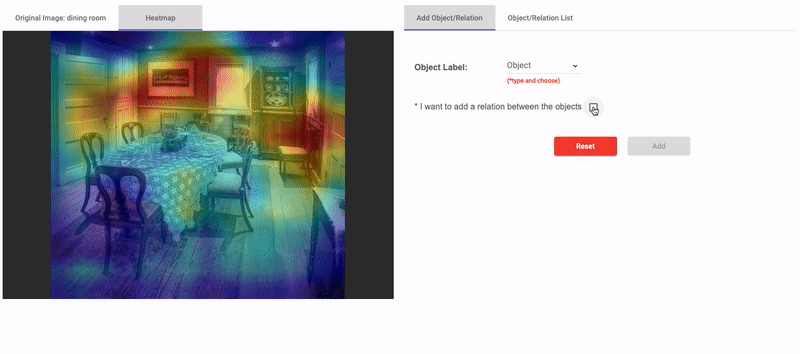 Original Image: dining room
Heatmap
Add Object/Relation
Object/Relation List
Object Label:
Object
(*type and choose)
* I want to add a relation between the objects
Reset
Add